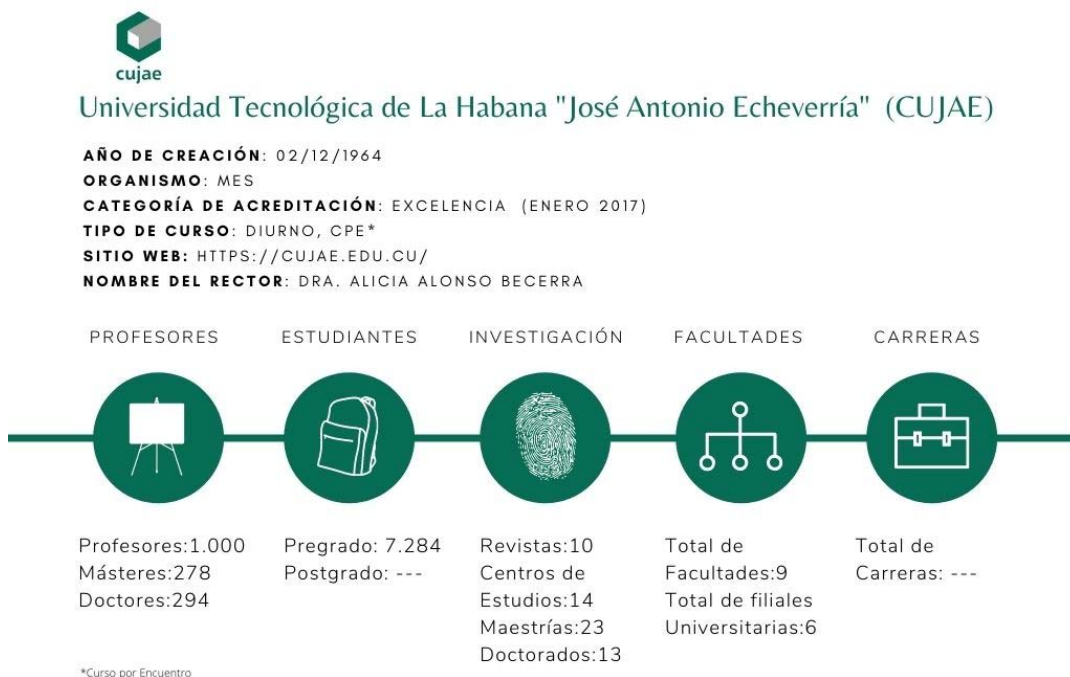 cujae
Universidad Tecnológica de La Habana "José Antonio Echeverría" (CUJAE)
AÑO DE CREACIÓN: 02/12/1964
ORGANISMO: MES
CATEGORÍA DE ACREDITACIÓN: EXCELENCIA (ENERO 2017)
TIPO DE CURSO: DIURNO, CPE*
SITIO WEB: HTTPS://CUJAE.EDU.CU/
NOMBRE DEL RECTOR: DRA. ALICIA ALONSO BECERRA
PROFESORES
Profesores:1.000
Másteres:278
Doctores:294
ESTUDIANTES
Pregrado: 7.284
Postgrado: ---
INVESTIGACIÓN
Revistas:10
Centros de
Estudios:14
Maestrías:23
Doctorados:13
FACULTADES
Total de
Facultades:9
Total de filiales
Universitarias:6
CARRERAS
Total de
Carreras: ---
*Curso por Encuentro